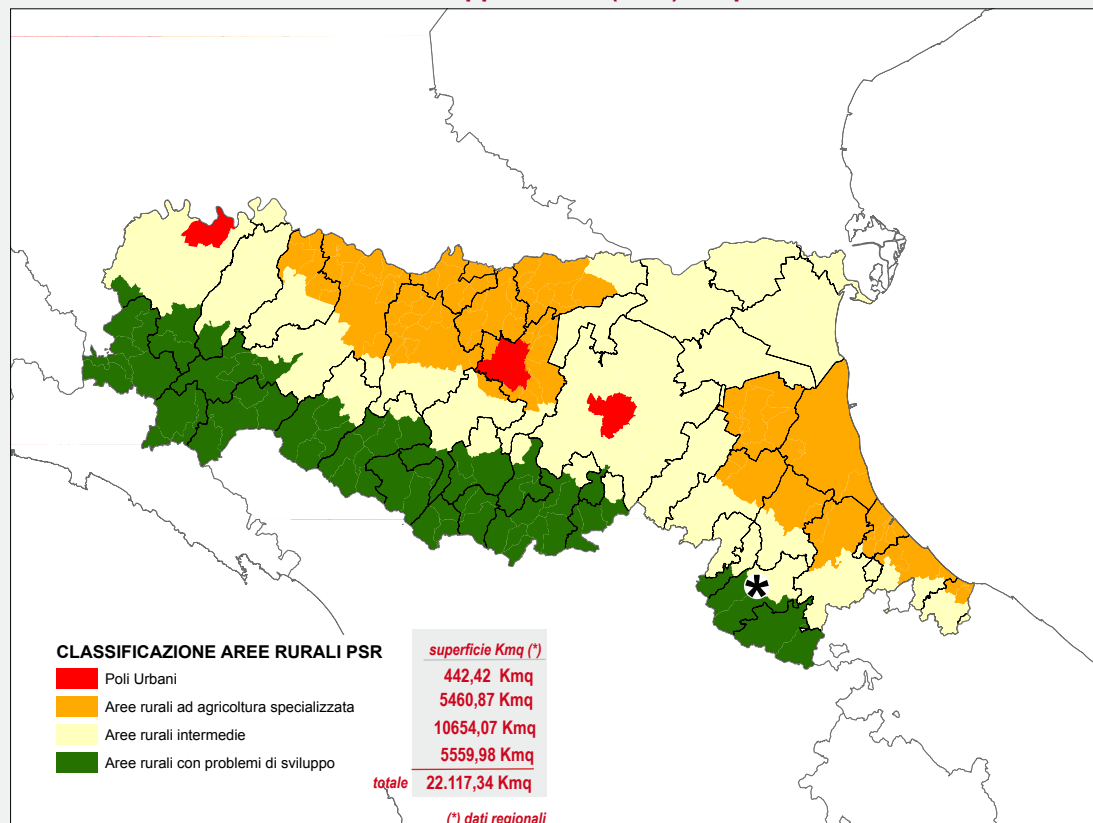 CLASSIFICAZIONE AREE RURALI PSR
superficie Kmq (*)
Poli Urbani
442,42 Kmq
Aree rurali ad agricoltura specializzata
5460,87 Kmq
Aree rurali intermedie
10654,07 Kmq
Aree rurali con problemi di sviluppo
5559,98 Kmq
totale 22.117,34 Kmq
(*) dati regionali
*